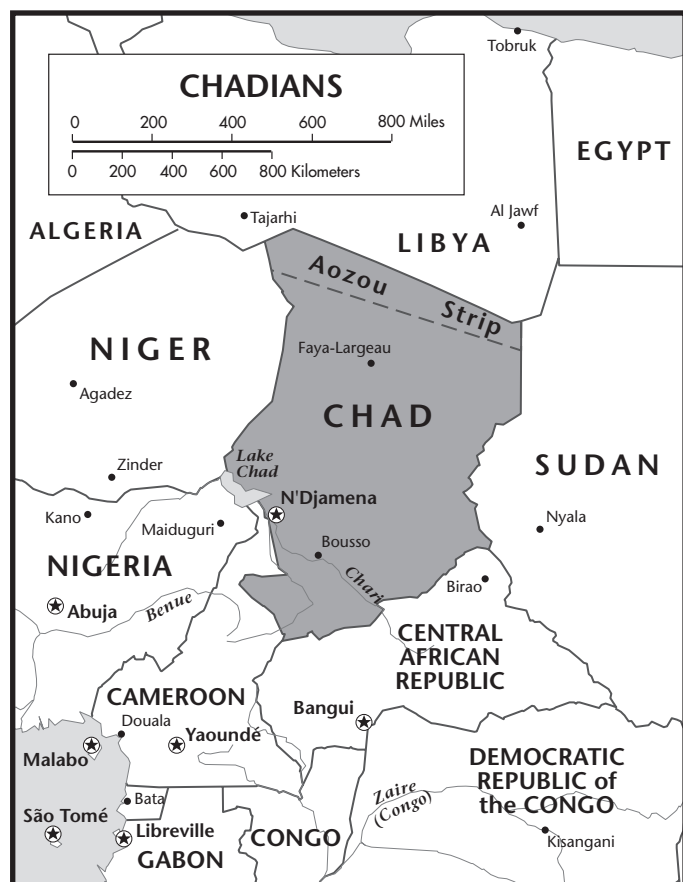 Tobruk
CHADIANS
0 200 400 600 800 Miles
0 200 400 600 800 Kilometers
EGYPT
Tajarhi
Al Jawf
ALGERIA
LIBYA
Aozou
Strip
NIGER
Faya-Largeau
Agadez
CHAD
Lake
Chad
Zinder
SUDAN
N'Djamena
Kano
Maiduguri
Nyala
Bousso
NIGERIA
Chari
Birao
Abuja
Benue
CENTRAL
AFRICAN
REPUBLIC
CAMEROON
Bangui
Douala
Yaoundé
Malabo
DEMOCRATIC
REPUBLIC of
the CONGO
Zaire
(Congo)
Bata
São Tomé
Libreville
CONGO
Kisangani
GABON